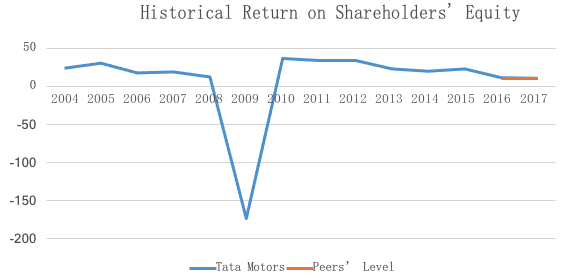 Historical Return on Shareholders' Equity
50
0
2004 2005 2006 2007 2008 2009 2010 2011 2012 2013 2014 2015 2016 2017
-50
-100
-150
-200
Tata Motors Peers' Level